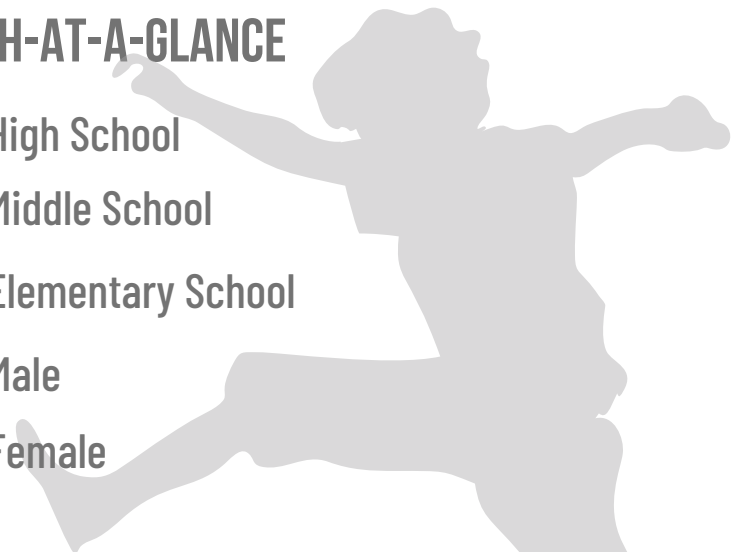 H-AT-A-GLANCE
High School
Middle School
Elementary School
Male
Female